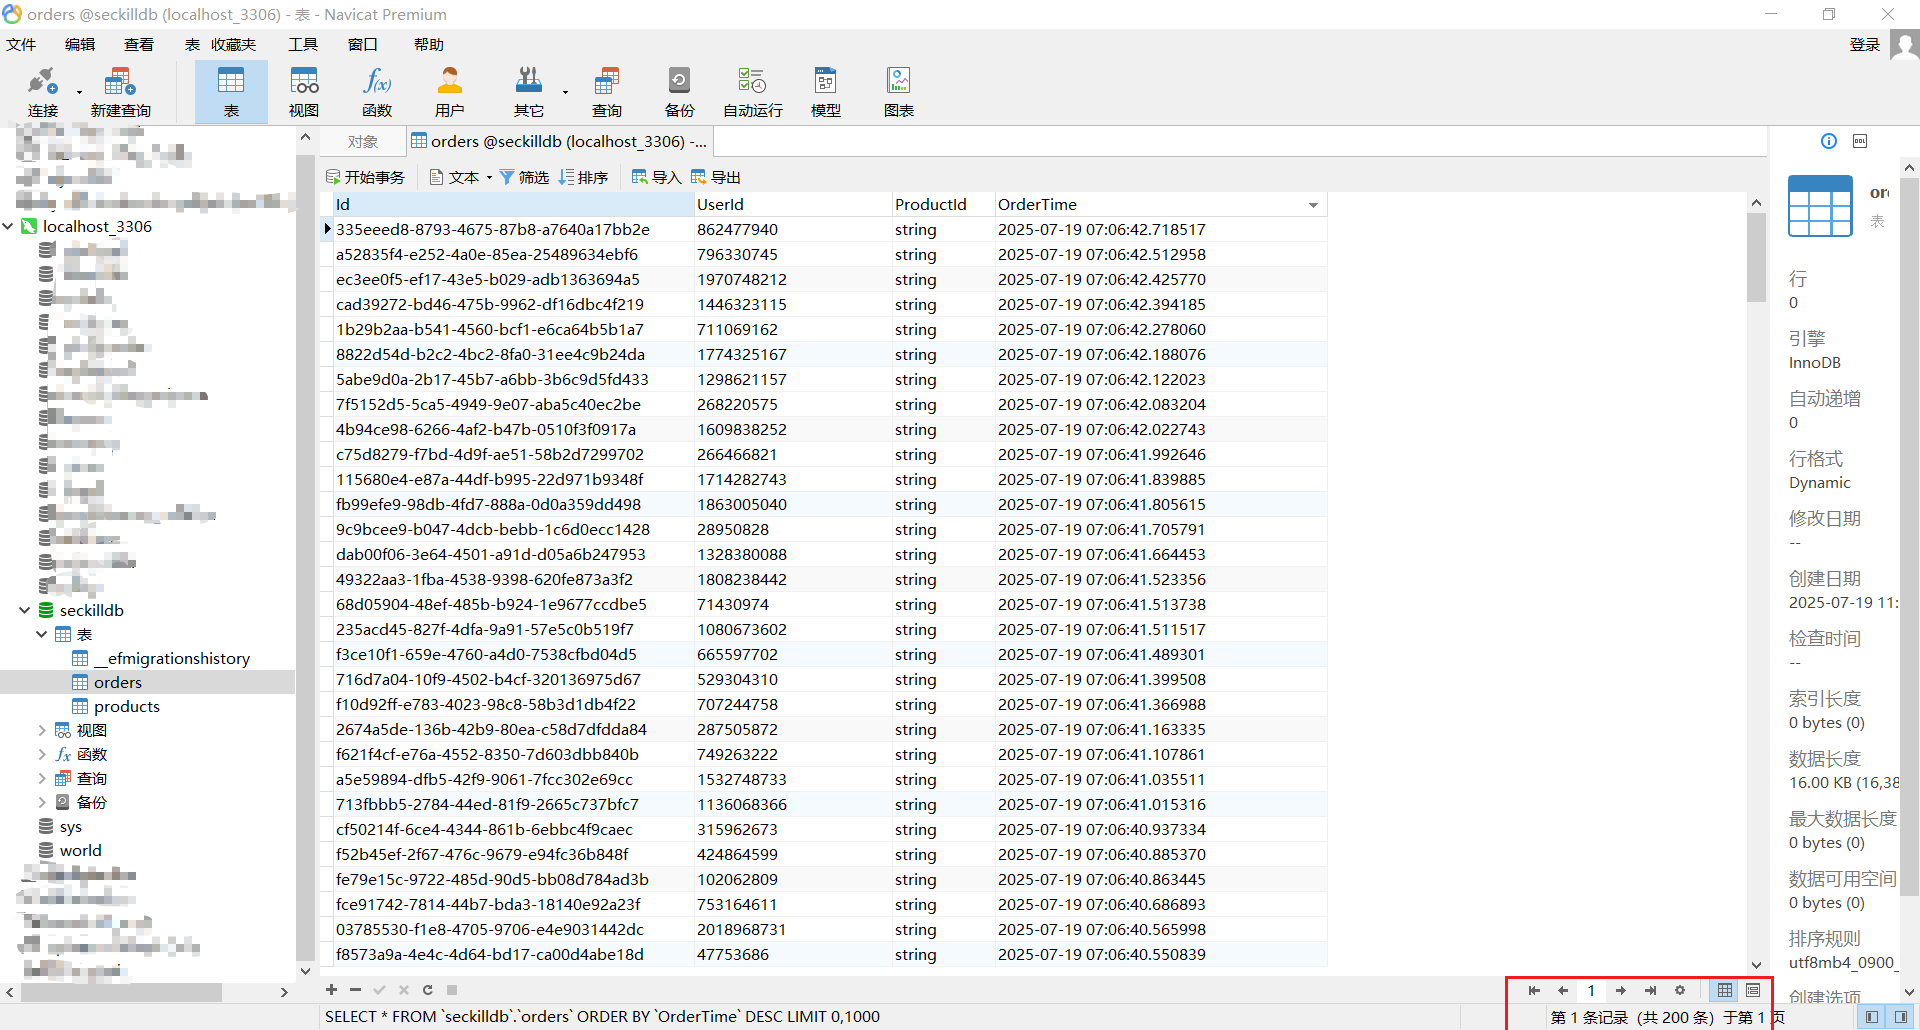 orders @seckilldb (localhost_3306) - 表 - Navicat Premium
文件 编辑 查看 表 收藏夹 工具 窗口 帮助 登录
连接 新建查询 表 视图 函数 用户 其它 查询 备份 自动运行 模型 图表
对象 orders @seckilldb (localhost_3306) -...
开始事务 文本 筛选 排序 导入 导出
localhost_3306
seckilldb
表
__efmigrationshistory
orders
products
视图
函数
查询
备份
sys
world
Id UserId ProductId OrderTime
335eeed8-8793-4675-87b8-a7640a17bb2e 862477940 string 2025-07-19 07:06:42.718517
a52835f4-e252-4a0e-85ea-25489634ebf6 796330745 string 2025-07-19 07:06:42.512958
ec3ee0f5-ef17-43e5-b029-adb1363694a5 1970748212 string 2025-07-19 07:06:42.425770
cad39272-bd46-475b-9962-df16dbc4f219 1446323115 string 2025-07-19 07:06:42.394185
1b29b2aa-b541-4560-bcf1-e6ca64b5b1a7 711069162 string 2025-07-19 07:06:42.278060
8822d54d-b2c2-4bc2-8fa0-31ee4c9b24da 1774325167 string 2025-07-19 07:06:42.188076
5abe9d0a-2b17-45b7-a6bb-3b6c9d5fd433 1298621157 string 2025-07-19 07:06:42.122023
7f5152d5-5ca5-4949-9e07-aba5c40ec2be 268220575 string 2025-07-19 07:06:42.083204
4b94ce98-6266-4af2-b47b-0510f3f0917a 1609838252 string 2025-07-19 07:06:42.022743
c75d8279-f7bd-4d9f-ae51-58b2d7299702 266466821 string 2025-07-19 07:06:41.992646
115680e4-e87a-44df-b995-22d971b9348f 1714282743 string 2025-07-19 07:06:41.839885
fb99efe9-98db-4fd7-888a-0d0a359dd498 1863005040 string 2025-07-19 07:06:41.805615
9c9bcee9-b047-4dcb-bebb-1c6d0ecc1428 28950828 string 2025-07-19 07:06:41.705791
dab00f06-3e64-4501-a91d-d05a6b247953 1328380088 string 2025-07-19 07:06:41.664453
49322aa3-1fba-4538-9398-620fe873a3f2 1808238442 string 2025-07-19 07:06:41.523356
68d05904-48ef-485b-b924-1e9677ccdbe5 71430974 string 2025-07-19 07:06:41.513738
235acd45-827f-4dfa-9a91-57e5c0b519f7 1080673602 string 2025-07-19 07:06:41.511517
f3ce10f1-659e-4760-a4d0-7538cfbd04d5 665597702 string 2025-07-19 07:06:41.489301
716d7a04-10f9-4502-b4cf-320136975d67 529304310 string 2025-07-19 07:06:41.399508
f10d92ff-e783-4023-98c8-58b3d1db4f22 707244758 string 2025-07-19 07:06:41.366988
2674a5de-136b-42b9-80ea-c58d7dfdda84 287505872 string 2025-07-19 07:06:41.163335
f621f4cf-e76a-4552-8350-7d603dbb840b 749263222 string 2025-07-19 07:06:41.107861
a5e59894-dfb5-42f9-9061-7fcc302e69cc 1532748733 string 2025-07-19 07:06:41.035511
713fbbb5-2784-44ed-81f9-2665c737bfc7 1136068366 string 2025-07-19 07:06:41.015316
cf50214f-6ce4-4344-861b-6ebbc4f9caec 315962673 string 2025-07-19 07:06:40.937334
f52b45ef-2f67-476c-9679-e94fc36b848f 424864599 string 2025-07-19 07:06:40.885370
fe79e15c-9722-485d-90d5-bb08d784ad3b 102062809 string 2025-07-19 07:06:40.863445
fce91742-7814-44b7-bda3-18140e92a23f 753164611 string 2025-07-19 07:06:40.686893
03785530-f1e8-4705-9706-e4e9031442dc 2018968731 string 2025-07-19 07:06:40.565998
f8573a9a-4e4c-4d64-bd17-ca00d4abe18d 47753686 string 2025-07-19 07:06:40.550839
表
行
0
引擎
InnoDB
自动递增
0
行格式
Dynamic
修改日期
--
创建日期
2025-07-19 11:
检查时间
--
索引长度
0 bytes (0)
数据长度
16.00 KB (16,38
最大数据长度
0 bytes (0)
数据可用空间
0 bytes (0)
排序规则
utf8mb4_0900_
创建选项
1
SELECT * FROM `seckilldb`.`orders` ORDER BY `OrderTime` DESC LIMIT 0,1000
第 1 条记录 (共 200 条) 于第 1 页